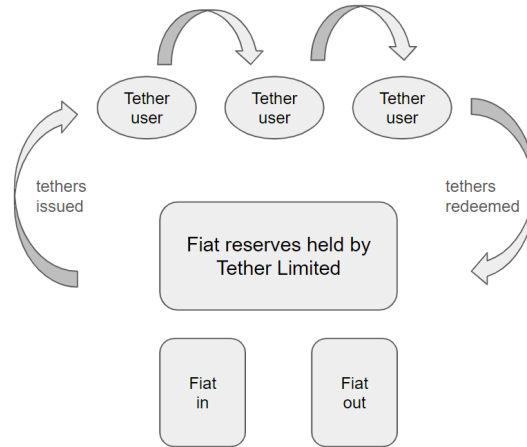 Tether
user
Tether
user
Tether
user
tethers
issued
tethers
redeemed
Fiat reserves held by
Tether Limited
Fiat
in
Fiat
out